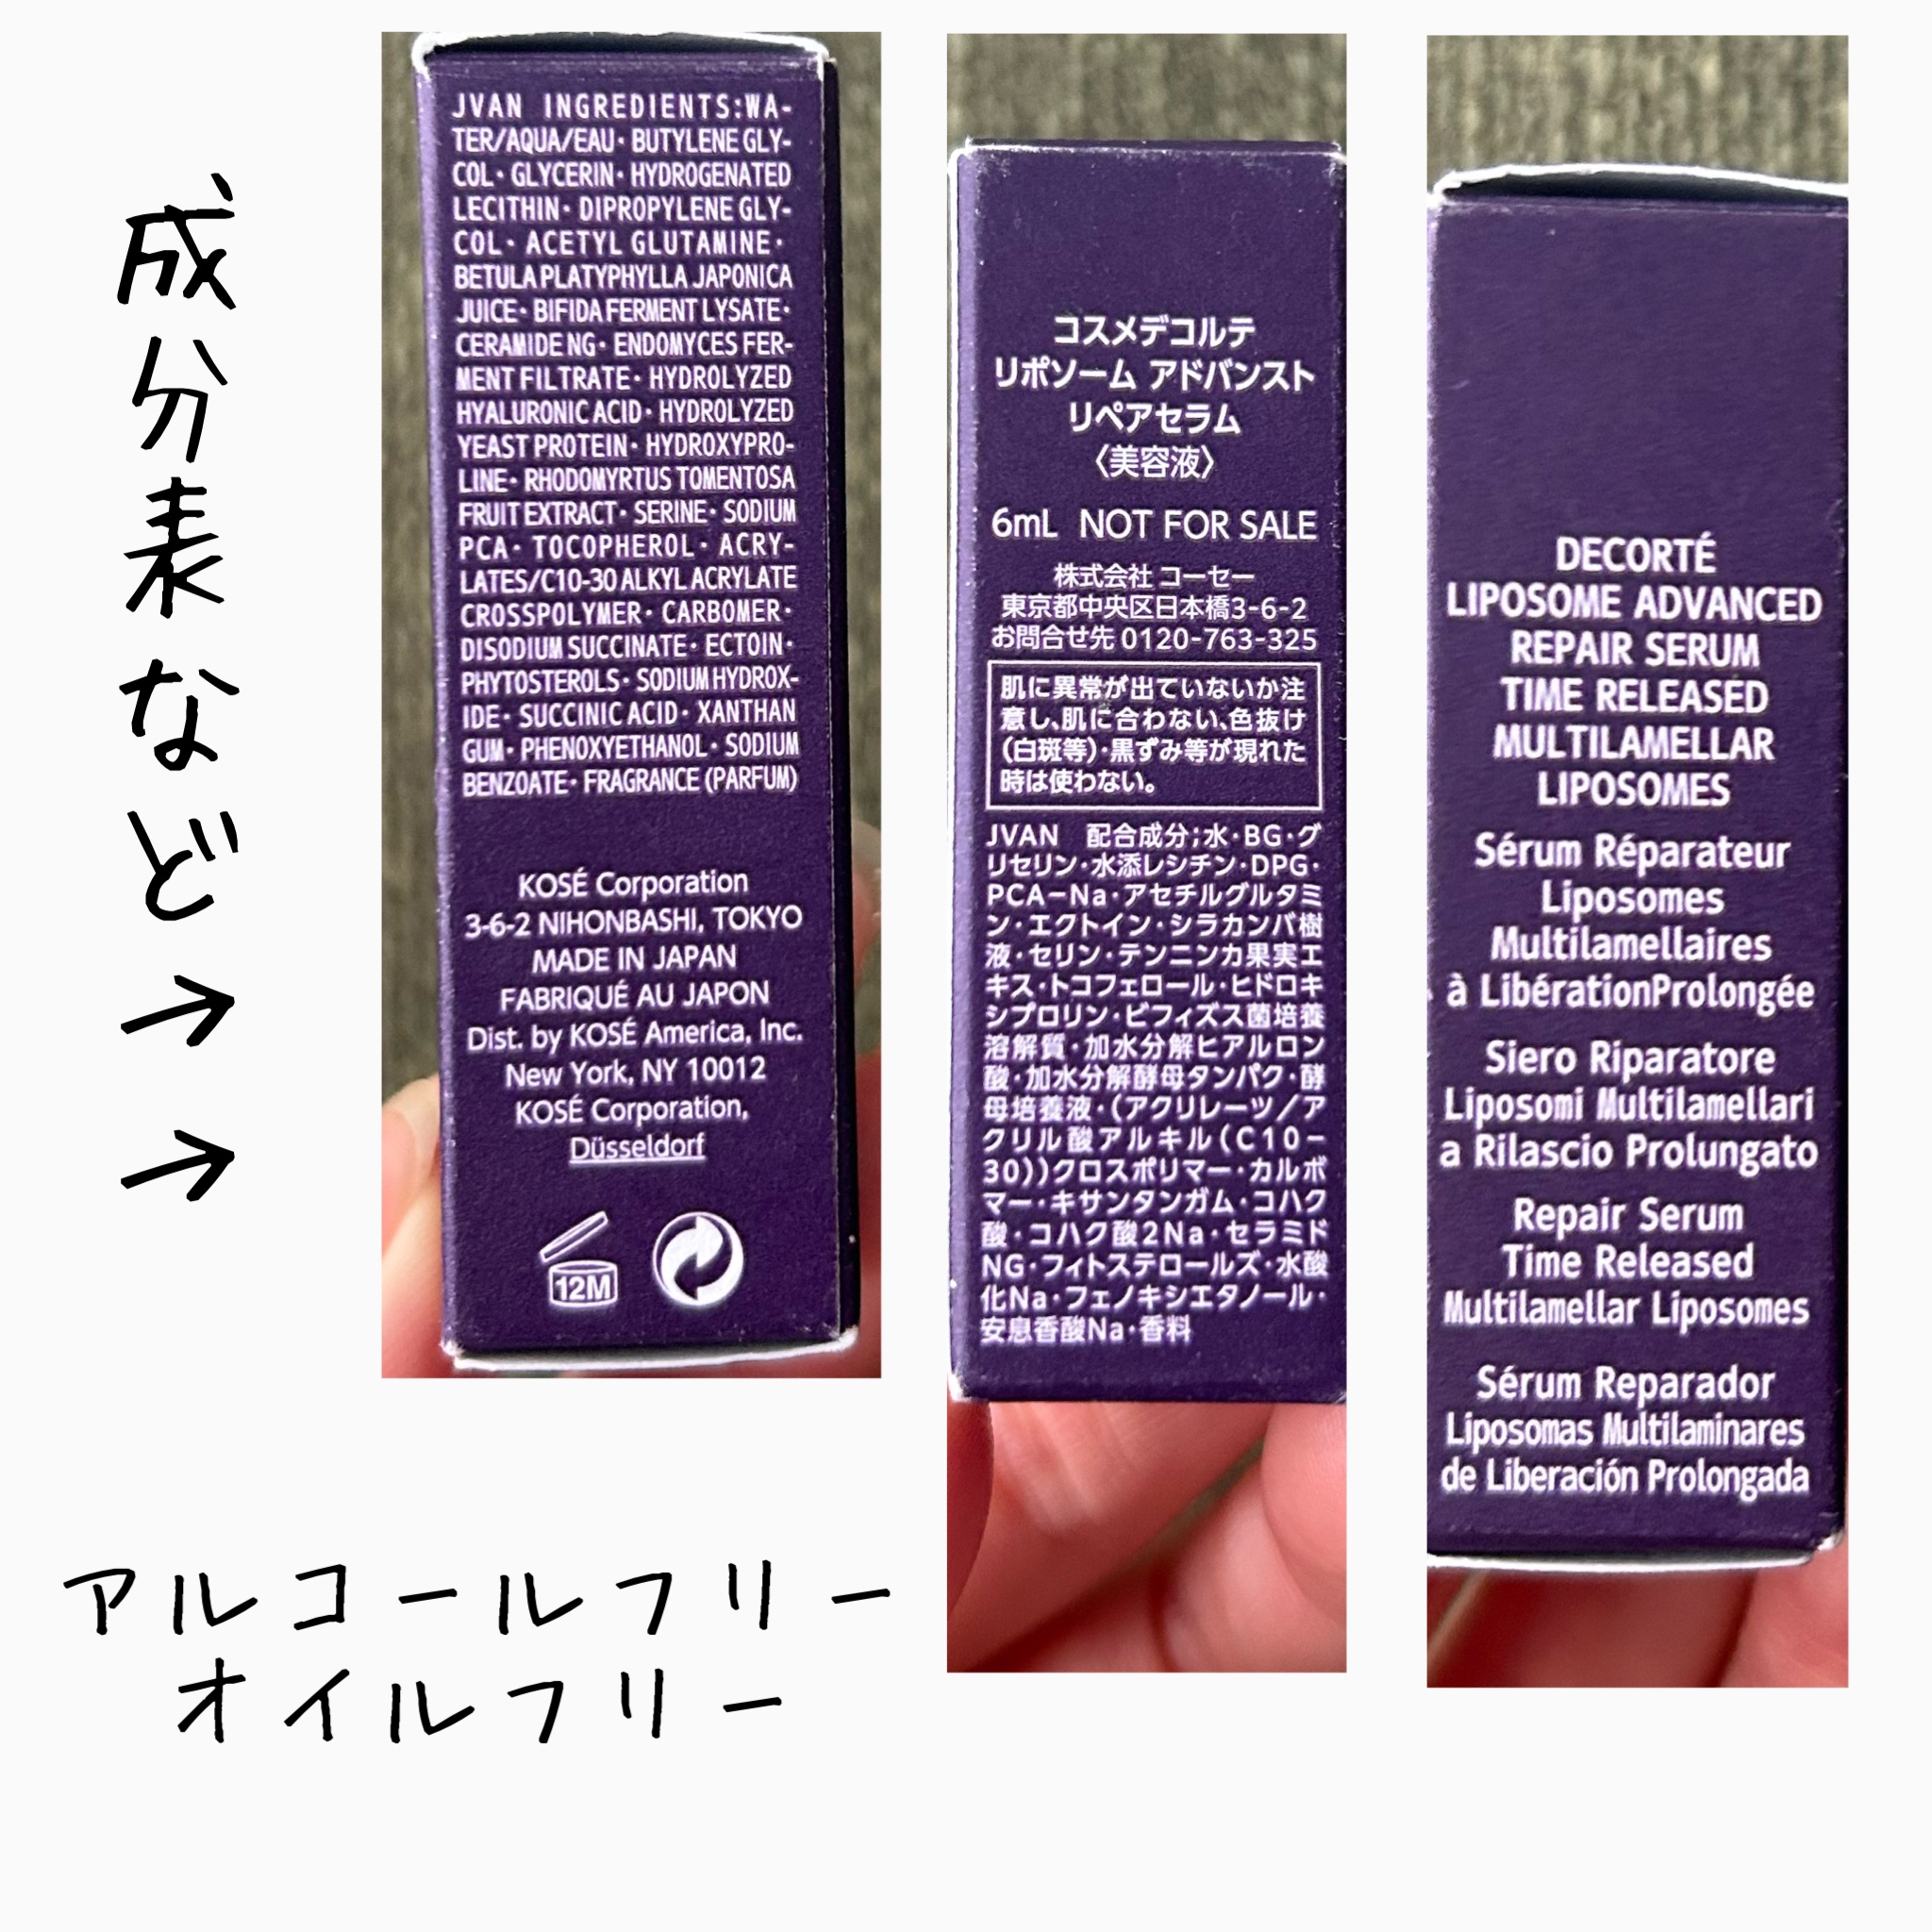 成分表など→
→
JVAN INGREDIENTS:WA-
TER/AQUA/EAU・BUTYLENE GLY-
COL・GLYCERIN・HYDROGENATED
LECITHIN・DIPROPYLENE GLY-
COL・ACETYL GLUTAMINE・
BETULA PLATYPHYLLA JAPONICA
JUICE・BIFIDA FERMENT LYSATE・
CERAMIDE NG・ENDOMYCES FER-
MENT FILTRATE・HYDROLYZED
HYALURONIC ACID・HYDROLYZED
YEAST PROTEIN・HYDROXYPRO-
LINE・RHODOMYRTUS TOMENTOSA
FRUIT EXTRACT・SERINE・SODIUM
PCA・TOCOPHEROL・ACRY-
LATES/C10-30 ALKYL ACRYLATE
CROSSPOLYMER・CARBOMER・
DISODIUM SUCCINATE・ECTOIN・
PHYTOSTEROLS・SODIUM HYDROX-
IDE・SUCCINIC ACID・XANTHAN
GUM・PHENOXYETHANOL・SODIUM
BENZOATE・FRAGRANCE (PARFUM)
KOSÉ Corporation
3-6-2 NIHONBASHI, TOKYO
MADE IN JAPAN
FABRIQUÉ AU JAPON
Dist. by KOSÉ America, Inc.
New York, NY 10012
KOSÉ Corporation,
Düsseldorf
12M
コスメデコルテ
リポソーム アドバンスト
リペアセラム
〈美容液〉
6mL NOT FOR SALE
株式会社 コーセー
東京都中央区日本橋3-6-2
お問合せ先 0120-763-325
肌に異常が出ていないか注
意し、肌に合わない、色抜け
(白斑等)・黒ずみ等が現れた
時は使わない。
JVAN 配合成分;水・BG・グ
リセリン・水添レシチン・DPG・
PCA-Na・アセチルグルタミ
ン・エクトイン・シラカンバ樹
液・セリン・テンニンカ果実エ
キス・トコフェロール・ヒドロキ
シプロリン・ビフィズス菌培養
溶解質・加水分解ヒアルロン
酸・加水分解酵母タンパク・酵
母培養液・(アクリレーツ/ア
クリル酸アルキル(C10-
30))クロスポリマー・カルボ
マー・キサンタンガム・コハク
酸・コハク酸2Na・セラミド
NG・フィトステロールズ・水酸
化Na・フェノキシエタノール・
安息香酸Na・香料
DECORTÉ
LIPOSOME ADVANCED
REPAIR SERUM
TIME RELEASED
MULTILAMELLAR
LIPOSOMES
Sérum Réparateur
Liposomes
Multilamellaires
à LibérationProlongée
Siero Riparatore
Liposomi Multilamellari
a Rilascio Prolungato
Repair Serum
Time Released
Multilamellar Liposomes
Sérum Reparador
Liposomas Multilaminares
de Liberación Prolongada
アルコールフリー
オイルフリー